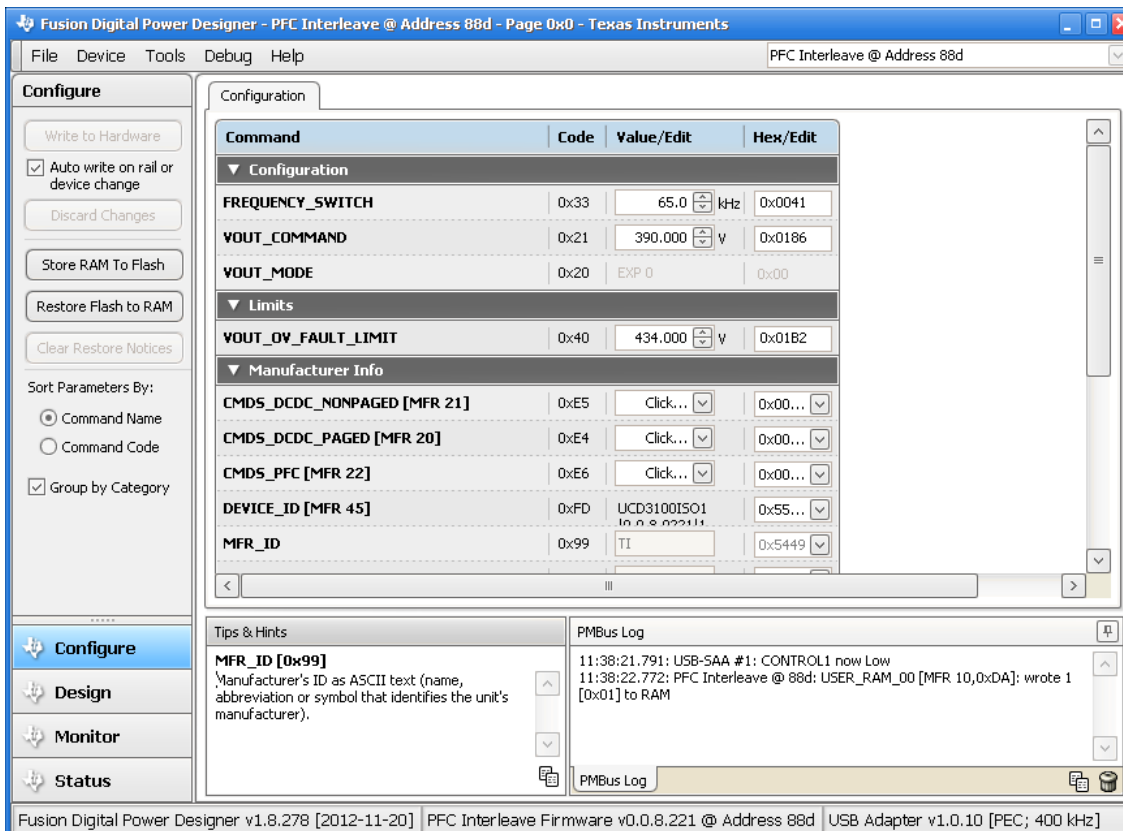 Fusion Digital Power Designer - PFC Interleave @ Address 88d - Page 0x0 - Texas Instruments
File Device Tools Debug Help PFC Interleave @ Address 88d
Configure
Write to Hardware
Auto write on rail or
device change
Discard Changes
Store RAM To Flash
Restore Flash to RAM
Clear Restore Notices
Sort Parameters By:
Command Name
Command Code
Group by Category
Configuration
Command Code Value/Edit Hex/Edit
Configuration
FREQUENCY_SWITCH 0x33 65.0 kHz 0x0041
VOUT_COMMAND 0x21 390.000 V 0x0186
VOUT_MODE 0x20 EXP 0 0x00
Limits
VOUT_OV_FAULT_LIMIT 0x40 434.000 V 0x01B2
Manufacturer Info
CMDS_DCDC_NONPAGED [MFR 21] 0xE5 Click... 0x00...
CMDS_DCDC_PAGED [MFR 20] 0xE4 Click... 0x00...
CMDS_PFC [MFR 22] 0xE6 Click... 0x00...
DEVICE_ID [MFR 45] 0xFD UCD3100ISO1 0x55...
MFR_ID 0x99 TI 0x5449
Configure
Design
Monitor
Status
Tips & Hints
MFR_ID [0x99]
Manufacturer's ID as ASCII text (name,
abbreviation or symbol that identifies the unit's
manufacturer).
PMBus Log
11:38:21.791: USB-SAA #1: CONTROL1 now Low
11:38:22.772: PFC Interleave @ 88d: USER_RAM_00 [MFR 10,0xDA]: wrote 1
[0x01] to RAM
PMBus Log
Fusion Digital Power Designer v1.8.278 [2012-11-20] PFC Interleave Firmware v0.0.8.221 @ Address 88d USB Adapter v1.0.10 [PEC; 400 kHz]